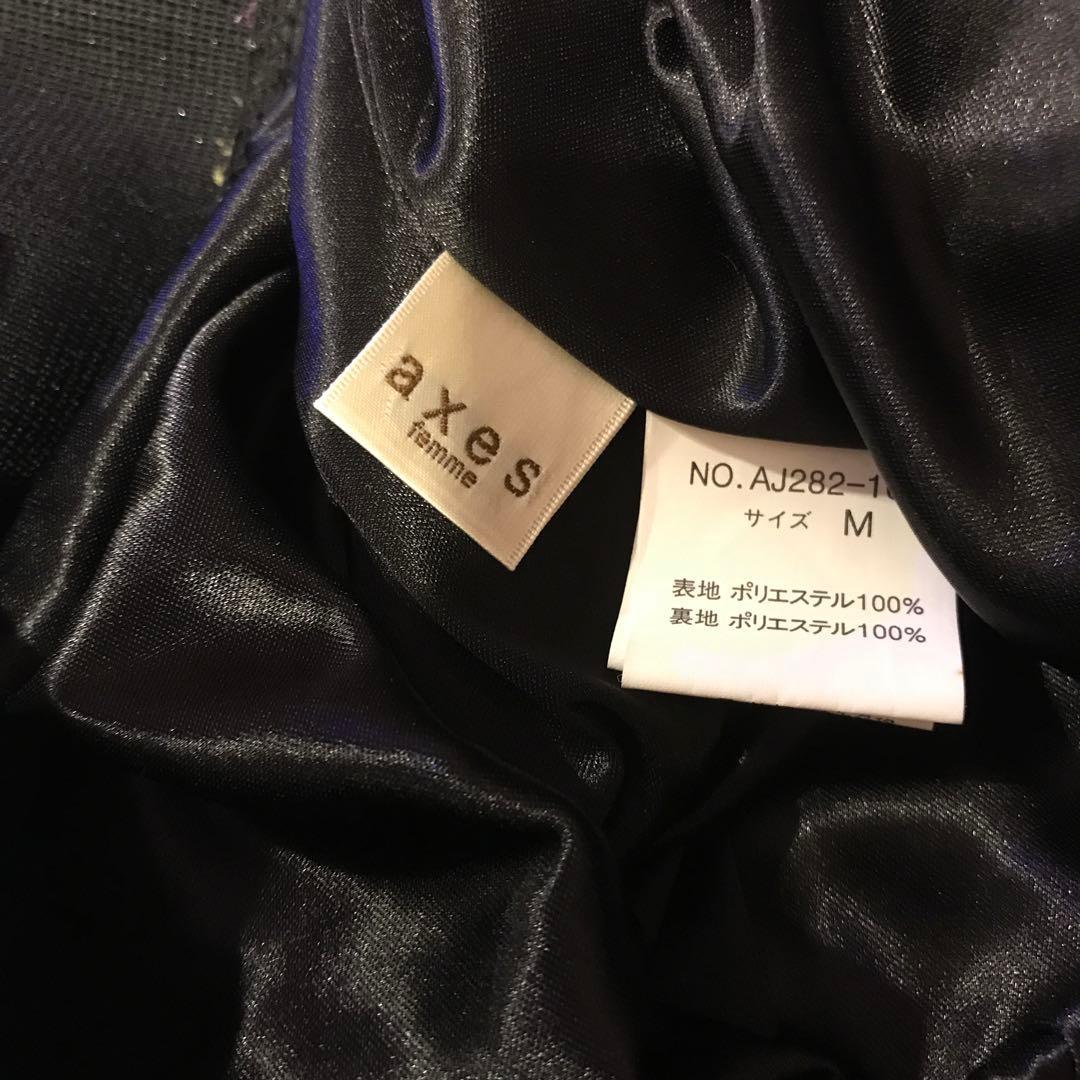 axes
femme
NO. AJ282-1
サイズ M
表地 ポリエステル100%
裏地 ポリエステル100%